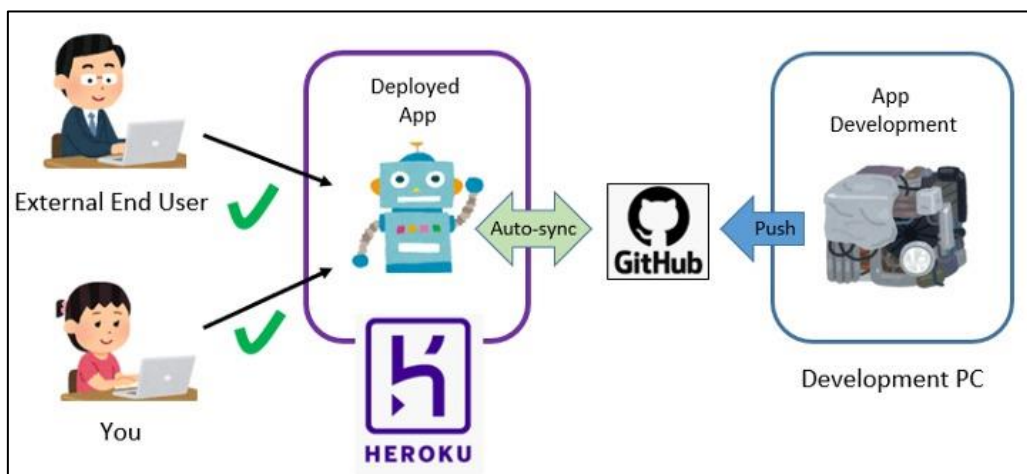 External End User
You
Deployed
App
HEROKU
Auto-sync
GitHub
Push
App
Development
Development PC